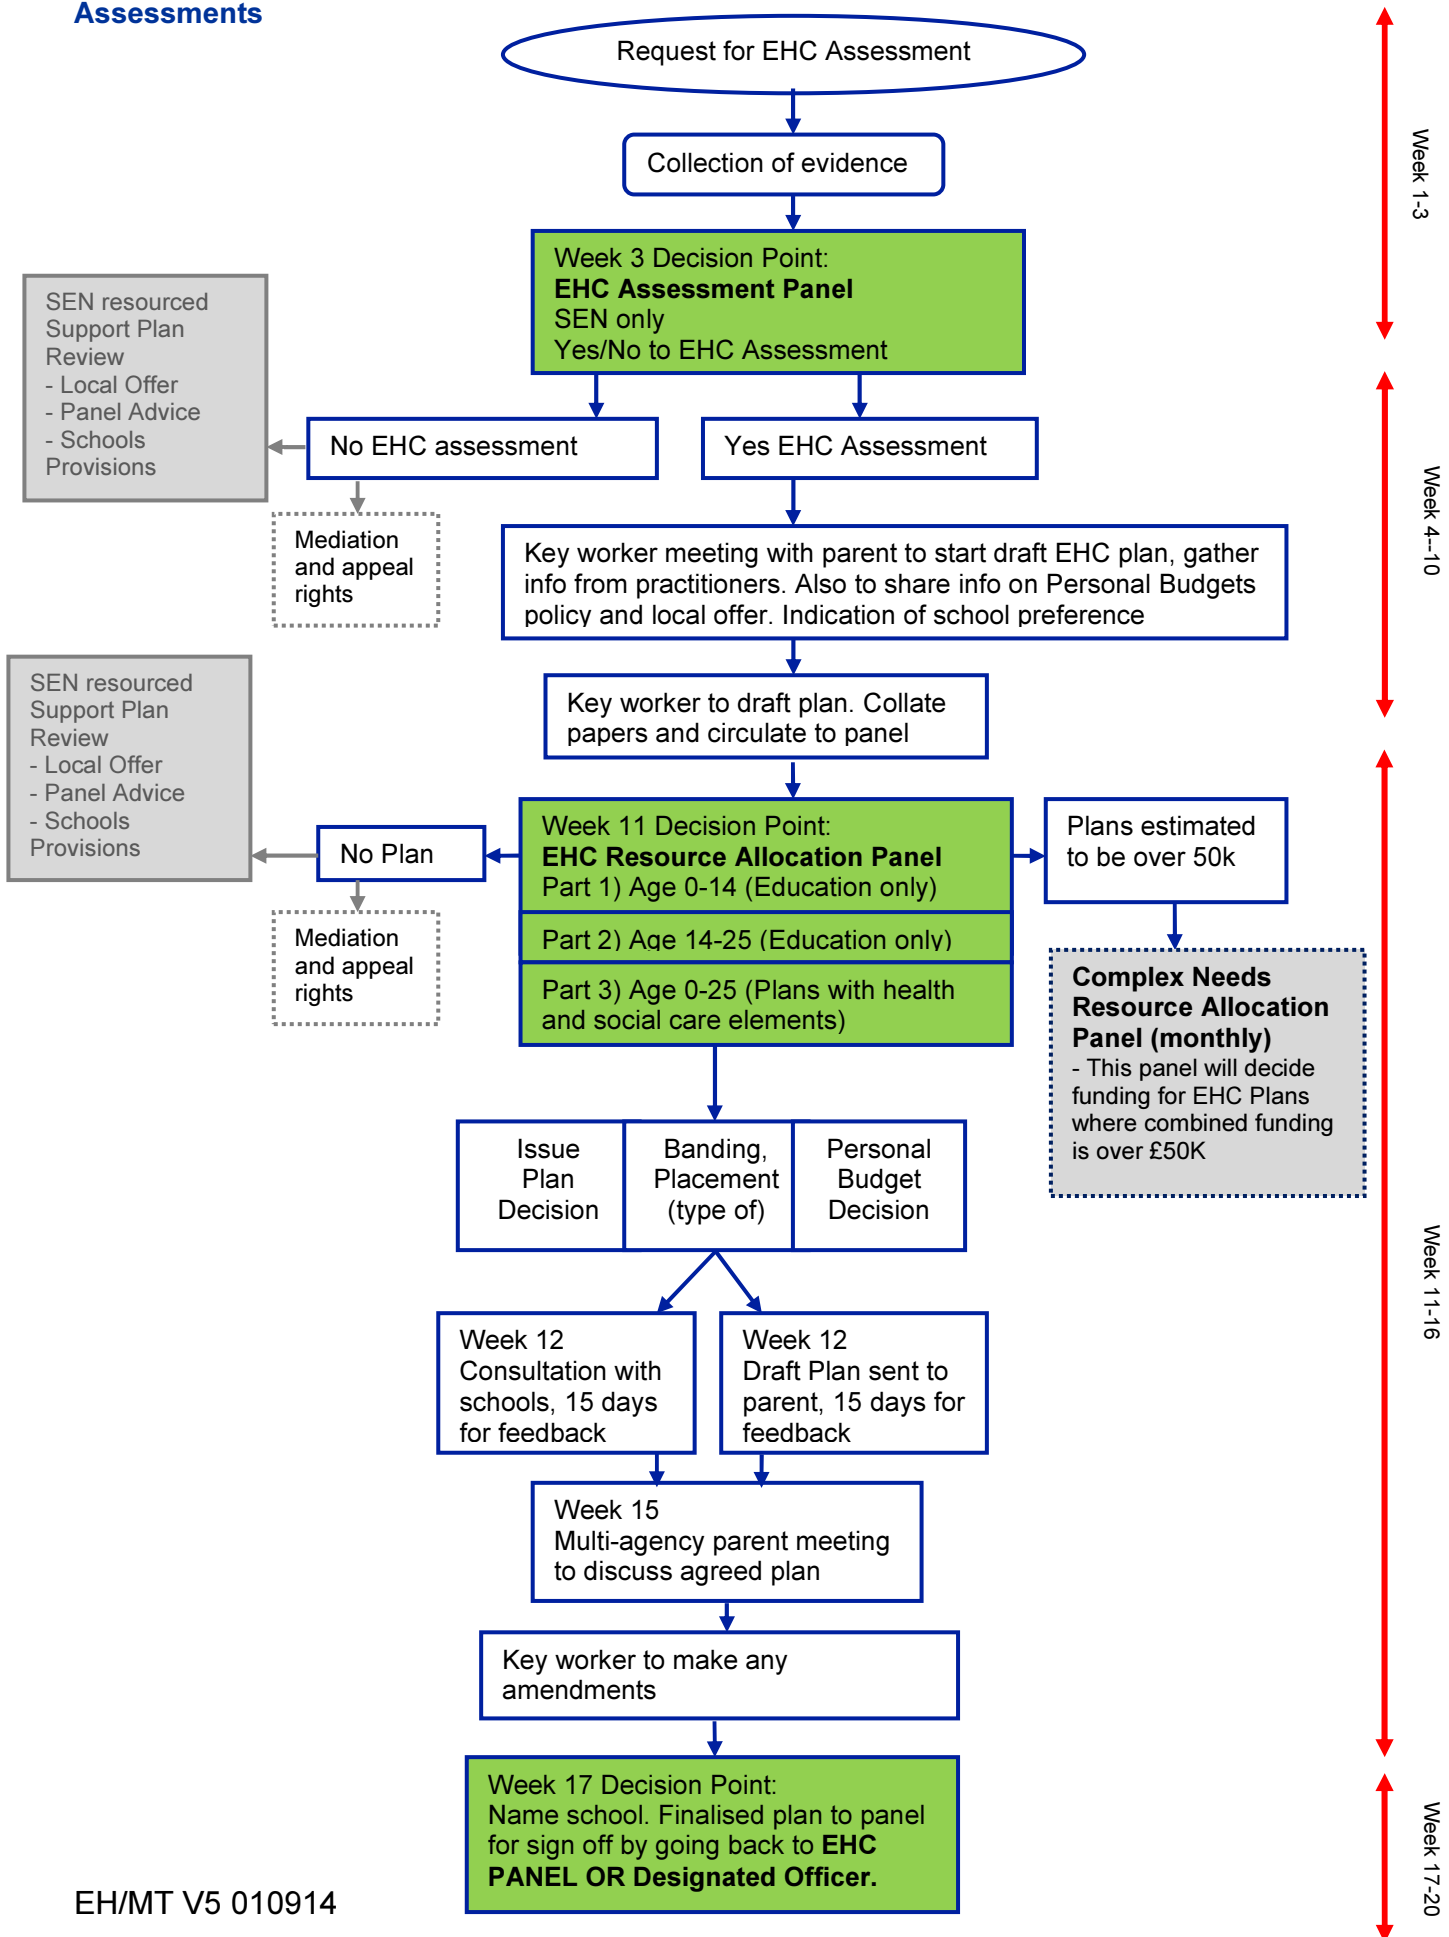 Assessments
Request for EHC Assessment
Collection of evidence
Week 1-3
Week 3 Decision Point:
EHC Assessment Panel
SEN only
Yes/No to EHC Assessment
SEN resourced
Support Plan
Review
- Local Offer
- Panel Advice
- Schools
Provisions
No EHC assessment
Yes EHC Assessment
Mediation
and appeal
rights
Key worker meeting with parent to start draft EHC plan, gather
info from practitioners. Also to share info on Personal Budgets
policy and local offer. Indication of school preference
Week 4--10
Key worker to draft plan. Collate
papers and circulate to panel
SEN resourced
Support Plan
Review
- Local Offer
- Panel Advice
- Schools
Provisions
No Plan
Mediation
and appeal
rights
Week 11 Decision Point:
EHC Resource Allocation Panel
Part 1) Age 0-14 (Education only)
Part 2) Age 14-25 (Education only)
Part 3) Age 0-25 (Plans with health
and social care elements)
Plans estimated
to be over 50k
Complex Needs
Resource Allocation
Panel (monthly)
- This panel will decide
funding for EHC Plans
where combined funding
is over £50K
Issue
Plan
Decision
Banding,
Placement
(type of)
Personal
Budget
Decision
Week 11-16
Week 12
Consultation with
schools, 15 days
for feedback
Week 12
Draft Plan sent to
parent, 15 days for
feedback
Week 15
Multi-agency parent meeting
to discuss agreed plan
Key worker to make any
amendments
Week 17 Decision Point:
Name school. Finalised plan to panel
for sign off by going back to EHC
PANEL OR Designated Officer.
Week 17-20
EH/MT V5 010914